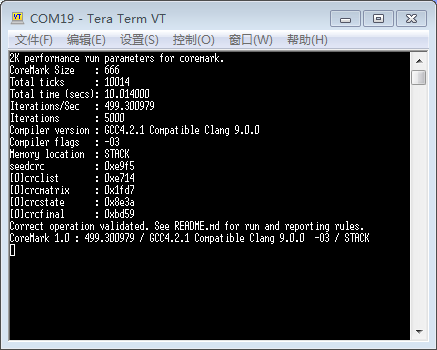 COM19 - Tera Term VT
文件(F) 编辑(E) 设置(S) 控制(O) 窗口(W) 帮助(H)
2K performance run parameters for coremark.
CoreMark Size    : 666
Total ticks      : 10014
Total time (secs): 10.014000
Iterations/Sec   : 499.300979
Iterations       : 5000
Compiler version : GCC4.2.1 Compatible Clang 9.0.0
Compiler flags   : -O3
Memory location  : STACK
seedcrc          : 0xe9f5
[0]crclist       : 0xe714
[0]crcmatrix     : 0x1fd7
[0]crcstate      : 0x8e3a
[0]crcfinal      : 0xbd59
Correct operation validated. See README.md for run and reporting rules.
CoreMark 1.0 : 499.300979 / GCC4.2.1 Compatible Clang 9.0.0  -O3 / STACK